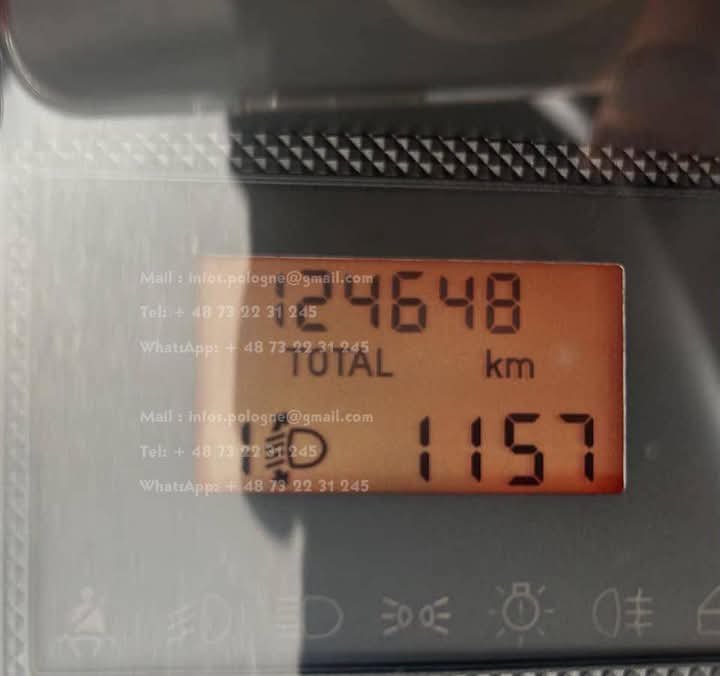 Mail : infos.pologne@gmail.com
124648
Tel: + 48 73 22 31 245
WhatsApp: + 48 73 22 31 245
TOTAL km
Mail : infos.pologne@gmail.com
1 1157
Tel: + 48 73 22 31 245
WhatsApp: + 48 73 22 31 245